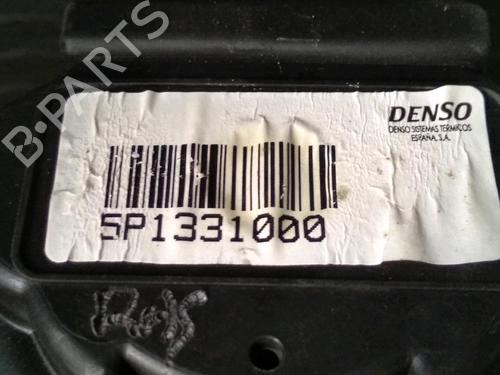 B-PARTS
DENSO
DENSO SISTEMAS TERMICOS
ESPAÑA, S.A.
5P1331000